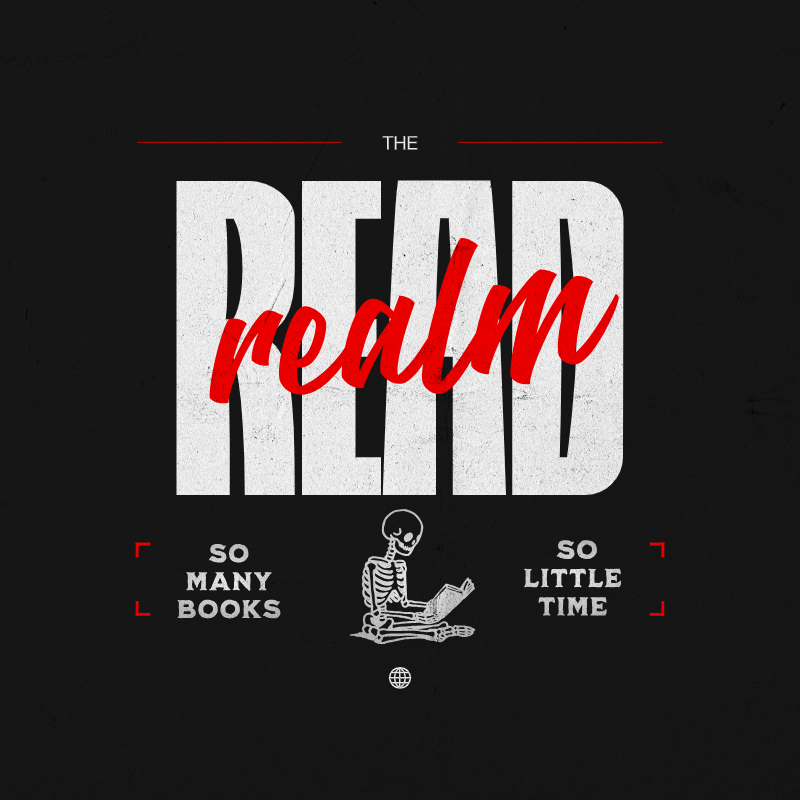 THE
READ
realm
SO
MANY
BOOKS
SO
LITTLE
TIME